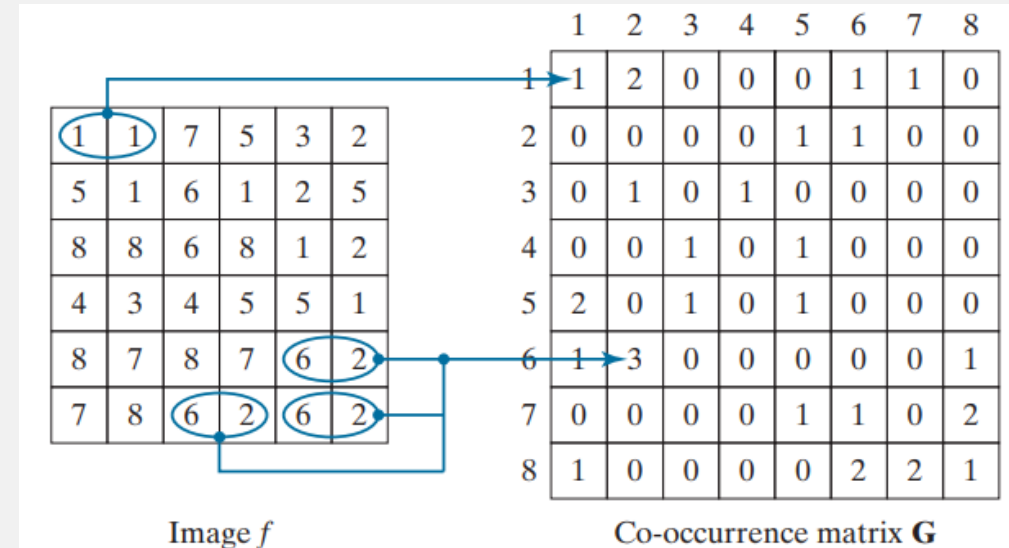 1 2 3 4 5 6 7 8
1 1 2 0 0 0 1 1 0
1 1 7 5 3 2
2 0 0 0 0 1 1 0 0
5 1 6 1 2 5
3 0 1 0 1 0 0 0 0
8 8 6 8 1 2
4 0 0 1 0 1 0 0 0
4 3 4 5 5 1
5 2 0 1 0 1 0 0 0
8 7 8 7 6 2
6 1 3 0 0 0 0 0 1
7 8 6 2 6 2
7 0 0 0 0 1 1 0 2
8 1 0 0 0 0 2 2 1
Image f
Co-occurrence matrix G